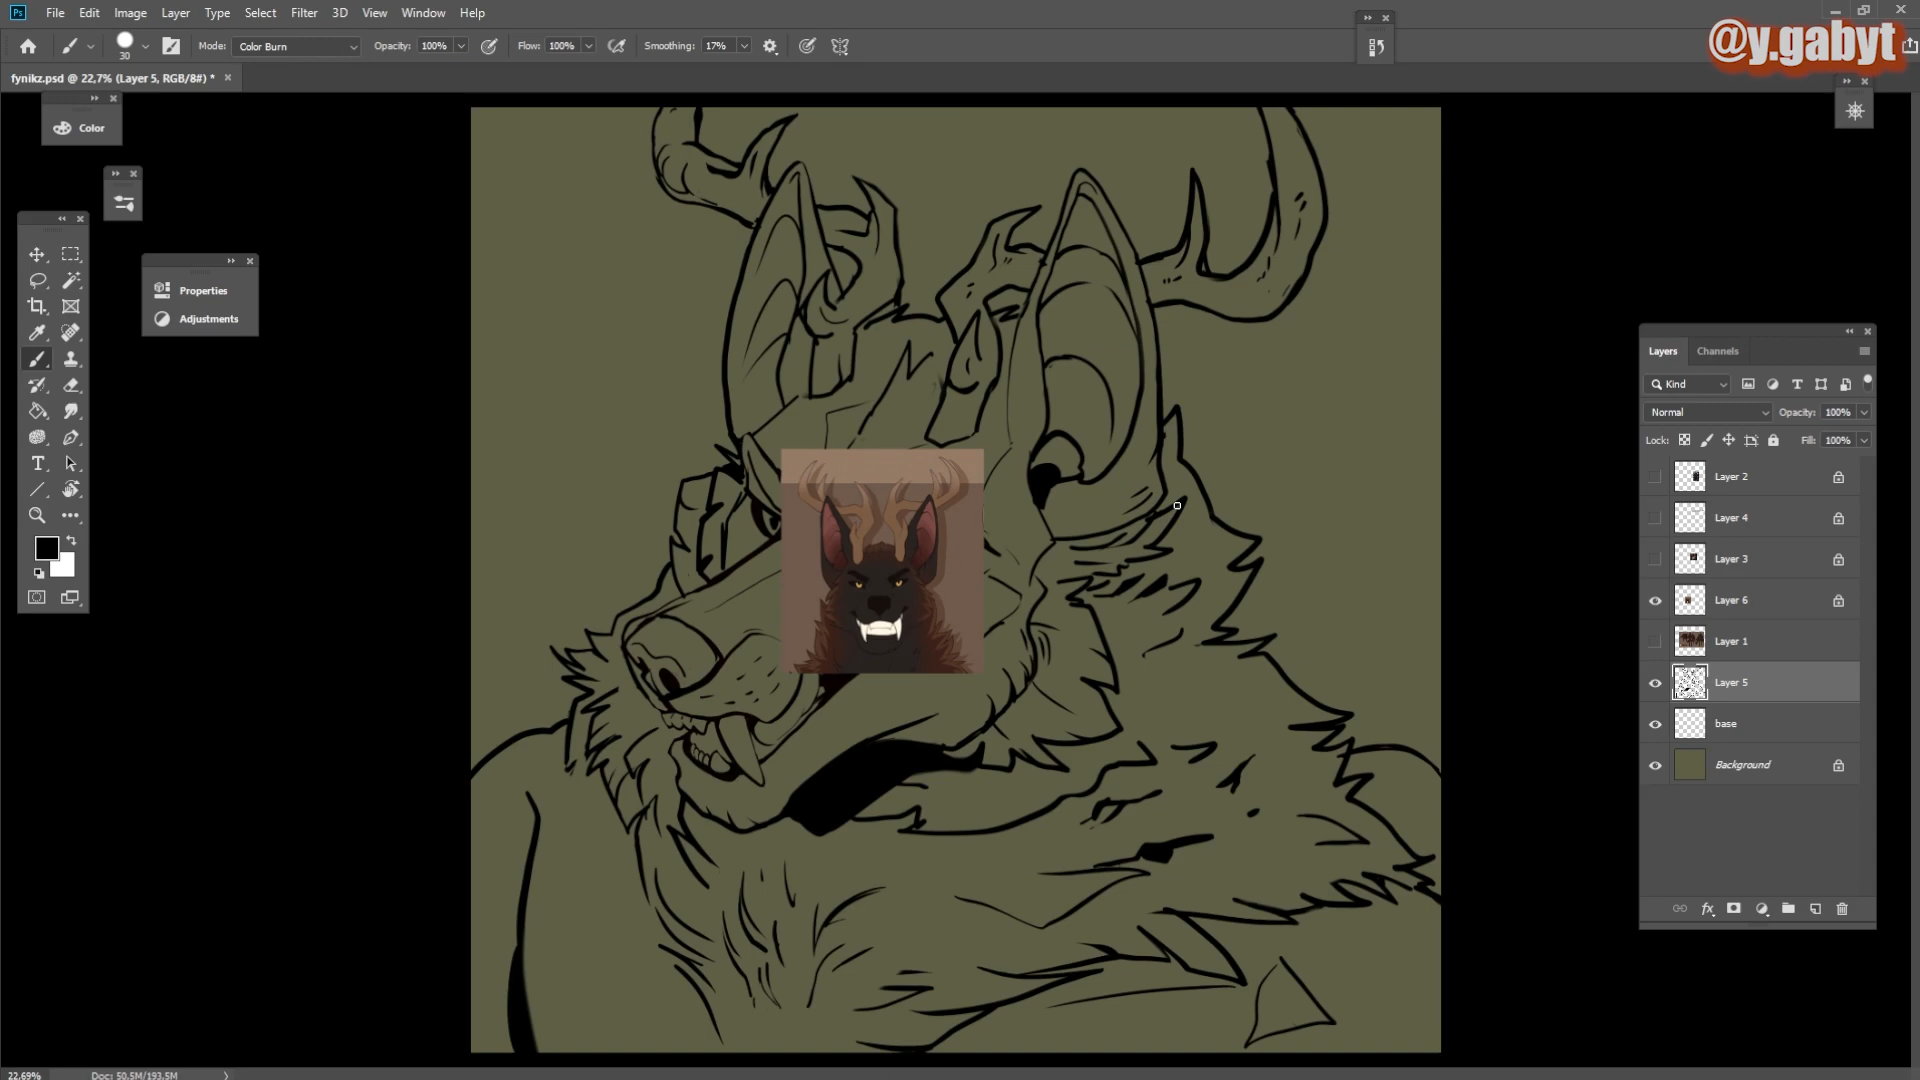 Ps File Edit Image Layer Type Select Filter 3D View Window Help
@y.gabyt
30 Mode: Color Burn Opacity: 100% Flow: 100% Smoothing: 17%
fynikz.psd @ 22,7% (Layer 5, RGB/8#) *
Color
Properties
Adjustments
Layers Channels
Kind
Normal Opacity: 100%
Lock: Fill: 100%
Layer 2
Layer 4
Layer 3
Layer 6
Layer 1
Layer 5
base
Background
fx
22.69% Doc: 50.5M/193.5M